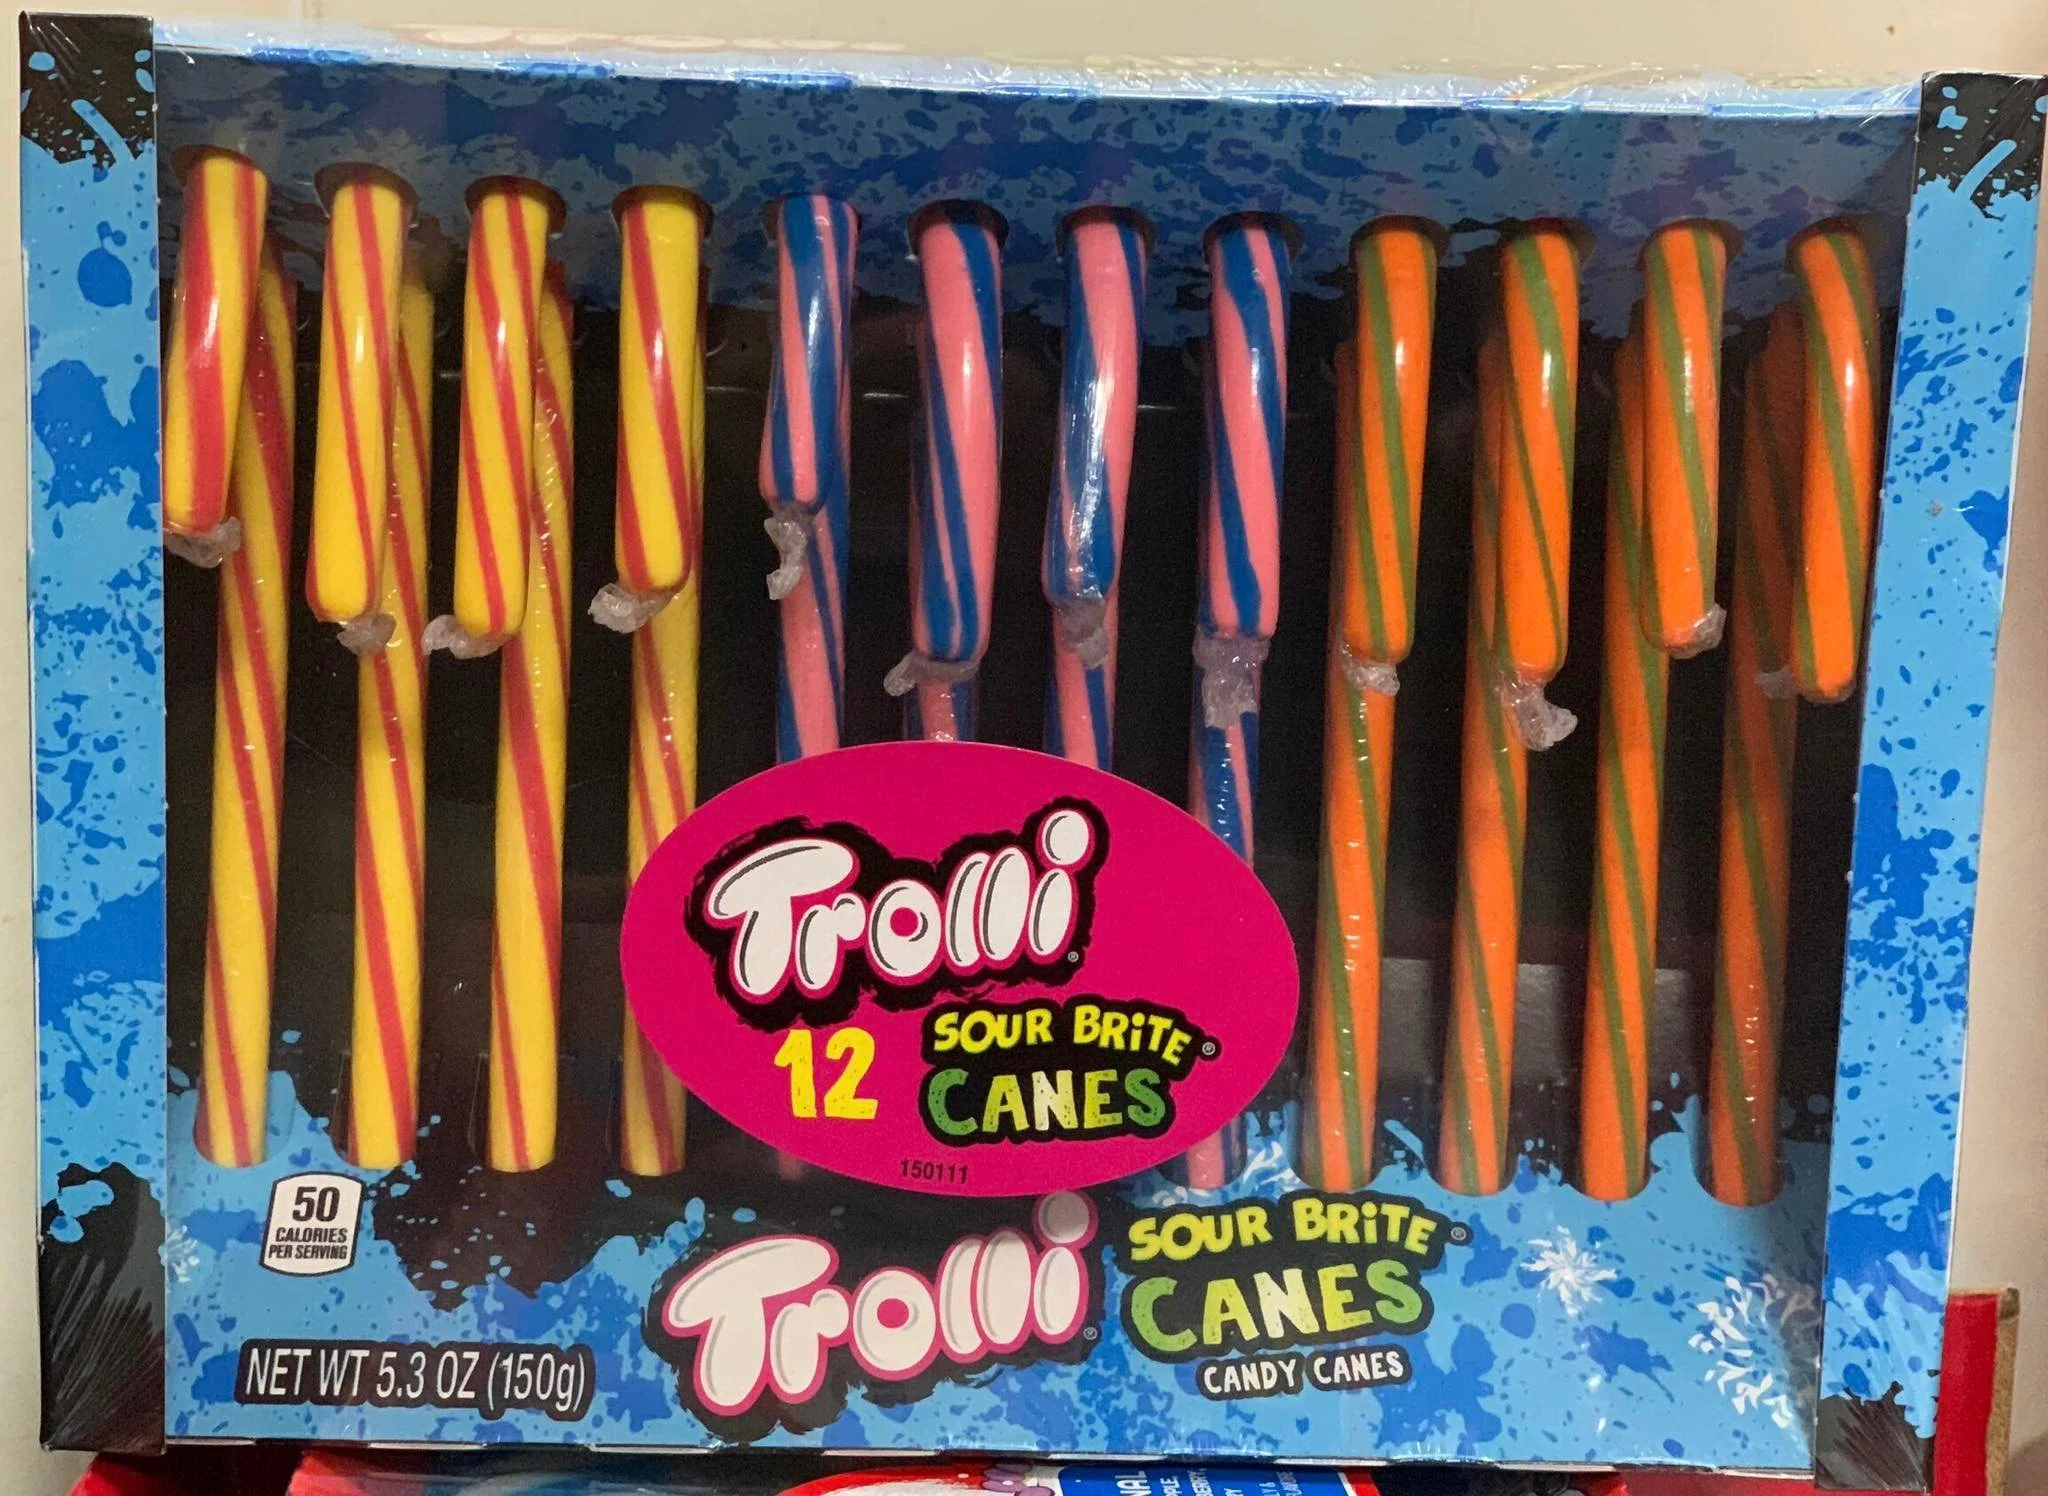 Trolli®
12
SOUR BRiTE®
CANES
150111
50
CALORIES
PER SERVING
Trolli®
SOUR BRiTE®
CANES
CANDY CANES
NET WT 5.3 OZ (150g)